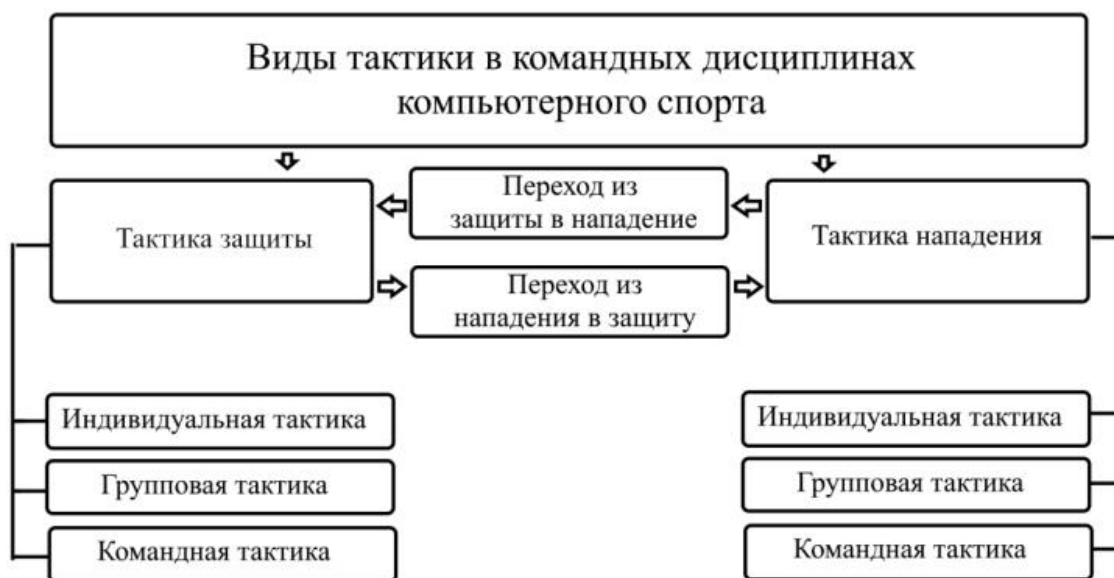 Виды тактики в командных дисциплинах
компьютерного спорта
Тактика защиты
Переход из
защиты в нападение
Тактика нападения
Переход из
нападения в защиту
Индивидуальная тактика
Групповая тактика
Командная тактика
Индивидуальная тактика
Групповая тактика
Командная тактика